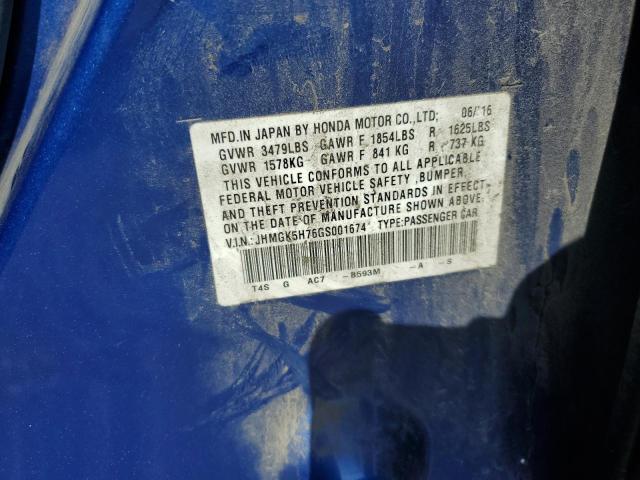 MFD.IN JAPAN BY HONDA MOTOR CO.,LTD; 06/16
GVWR 3479LBS GAWR F 1854LBS R 1625LBS
GVWR 1578KG GAWR F 841 KG R 737 KG
THIS VEHICLE CONFORMS TO ALL APPLICABLE
FEDERAL MOTOR VEHICLE SAFETY ,BUMPER,
AND THEFT PREVENTION STANDARDS IN EFFECT
ON THE DATE OF MANUFACTURE SHOWN ABOVE.
V.I.N.: JHMGK5H76GS001674 TYPE:PASSENGER CAR
T4S G AC7 -B593M -A -S